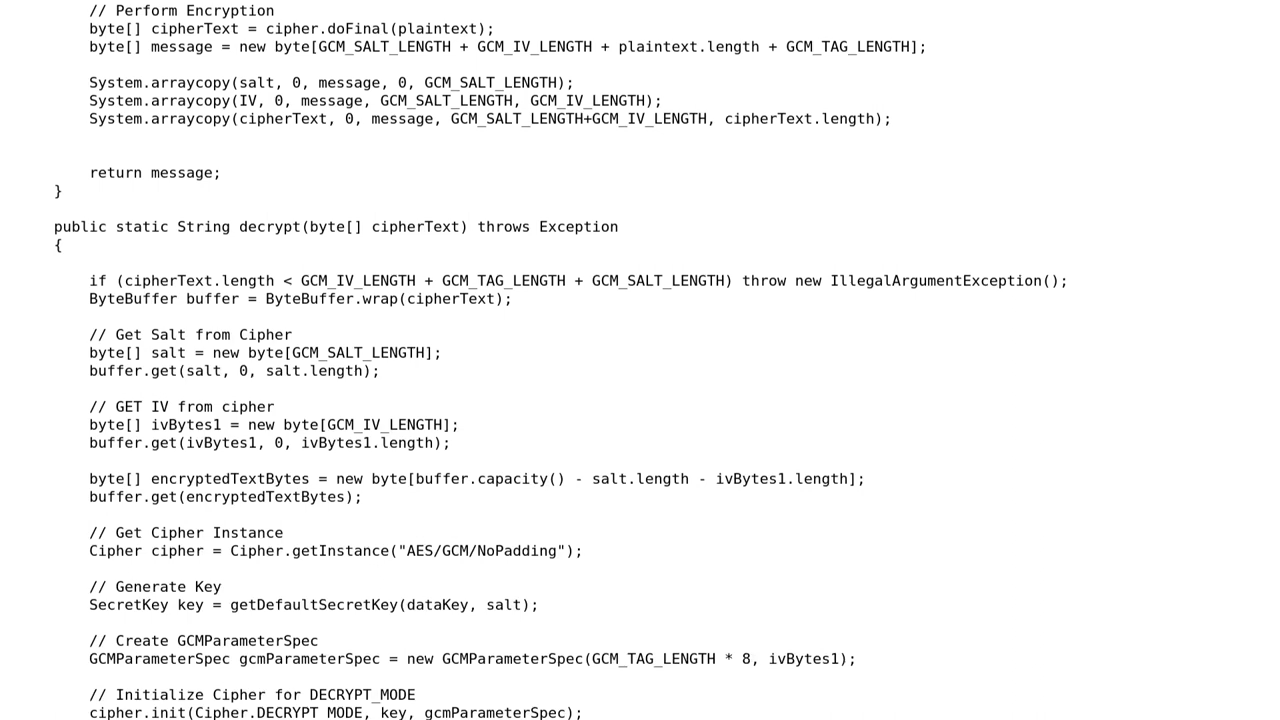 // Perform Encryption
byte[] cipherText = cipher.doFinal(plaintext);
byte[] message = new byte[GCM_SALT_LENGTH + GCM_IV_LENGTH + plaintext.length + GCM_TAG_LENGTH];
System.arraycopy(salt, 0, message, 0, GCM_SALT_LENGTH);
System.arraycopy(IV, 0, message, GCM_SALT_LENGTH, GCM_IV_LENGTH);
System.arraycopy(cipherText, 0, message, GCM_SALT_LENGTH+GCM_IV_LENGTH, cipherText.length);
return message;
}
public static String decrypt(byte[] cipherText) throws Exception
{
if (cipherText.length < GCM_IV_LENGTH + GCM_TAG_LENGTH + GCM_SALT_LENGTH) throw new IllegalArgumentException();
ByteBuffer buffer = ByteBuffer.wrap(cipherText);
// Get Salt from Cipher
byte[] salt = new byte[GCM_SALT_LENGTH];
buffer.get(salt, 0, salt.length);
// GET IV from cipher
byte[] ivBytes1 = new byte[GCM_IV_LENGTH];
buffer.get(ivBytes1, 0, ivBytes1.length);
byte[] encryptedTextBytes = new byte[buffer.capacity() - salt.length - ivBytes1.length];
buffer.get(encryptedTextBytes);
// Get Cipher Instance
Cipher cipher = Cipher.getInstance("AES/GCM/NoPadding");
// Generate Key
SecretKey key = getDefaultSecretKey(dataKey, salt);
// Create GCMParameterSpec
GCMParameterSpec gcmParameterSpec = new GCMParameterSpec(GCM_TAG_LENGTH * 8, ivBytes1);
// Initialize Cipher for DECRYPT_MODE
cipher.init(Cipher.DECRYPT_MODE, key, gcmParameterSpec);